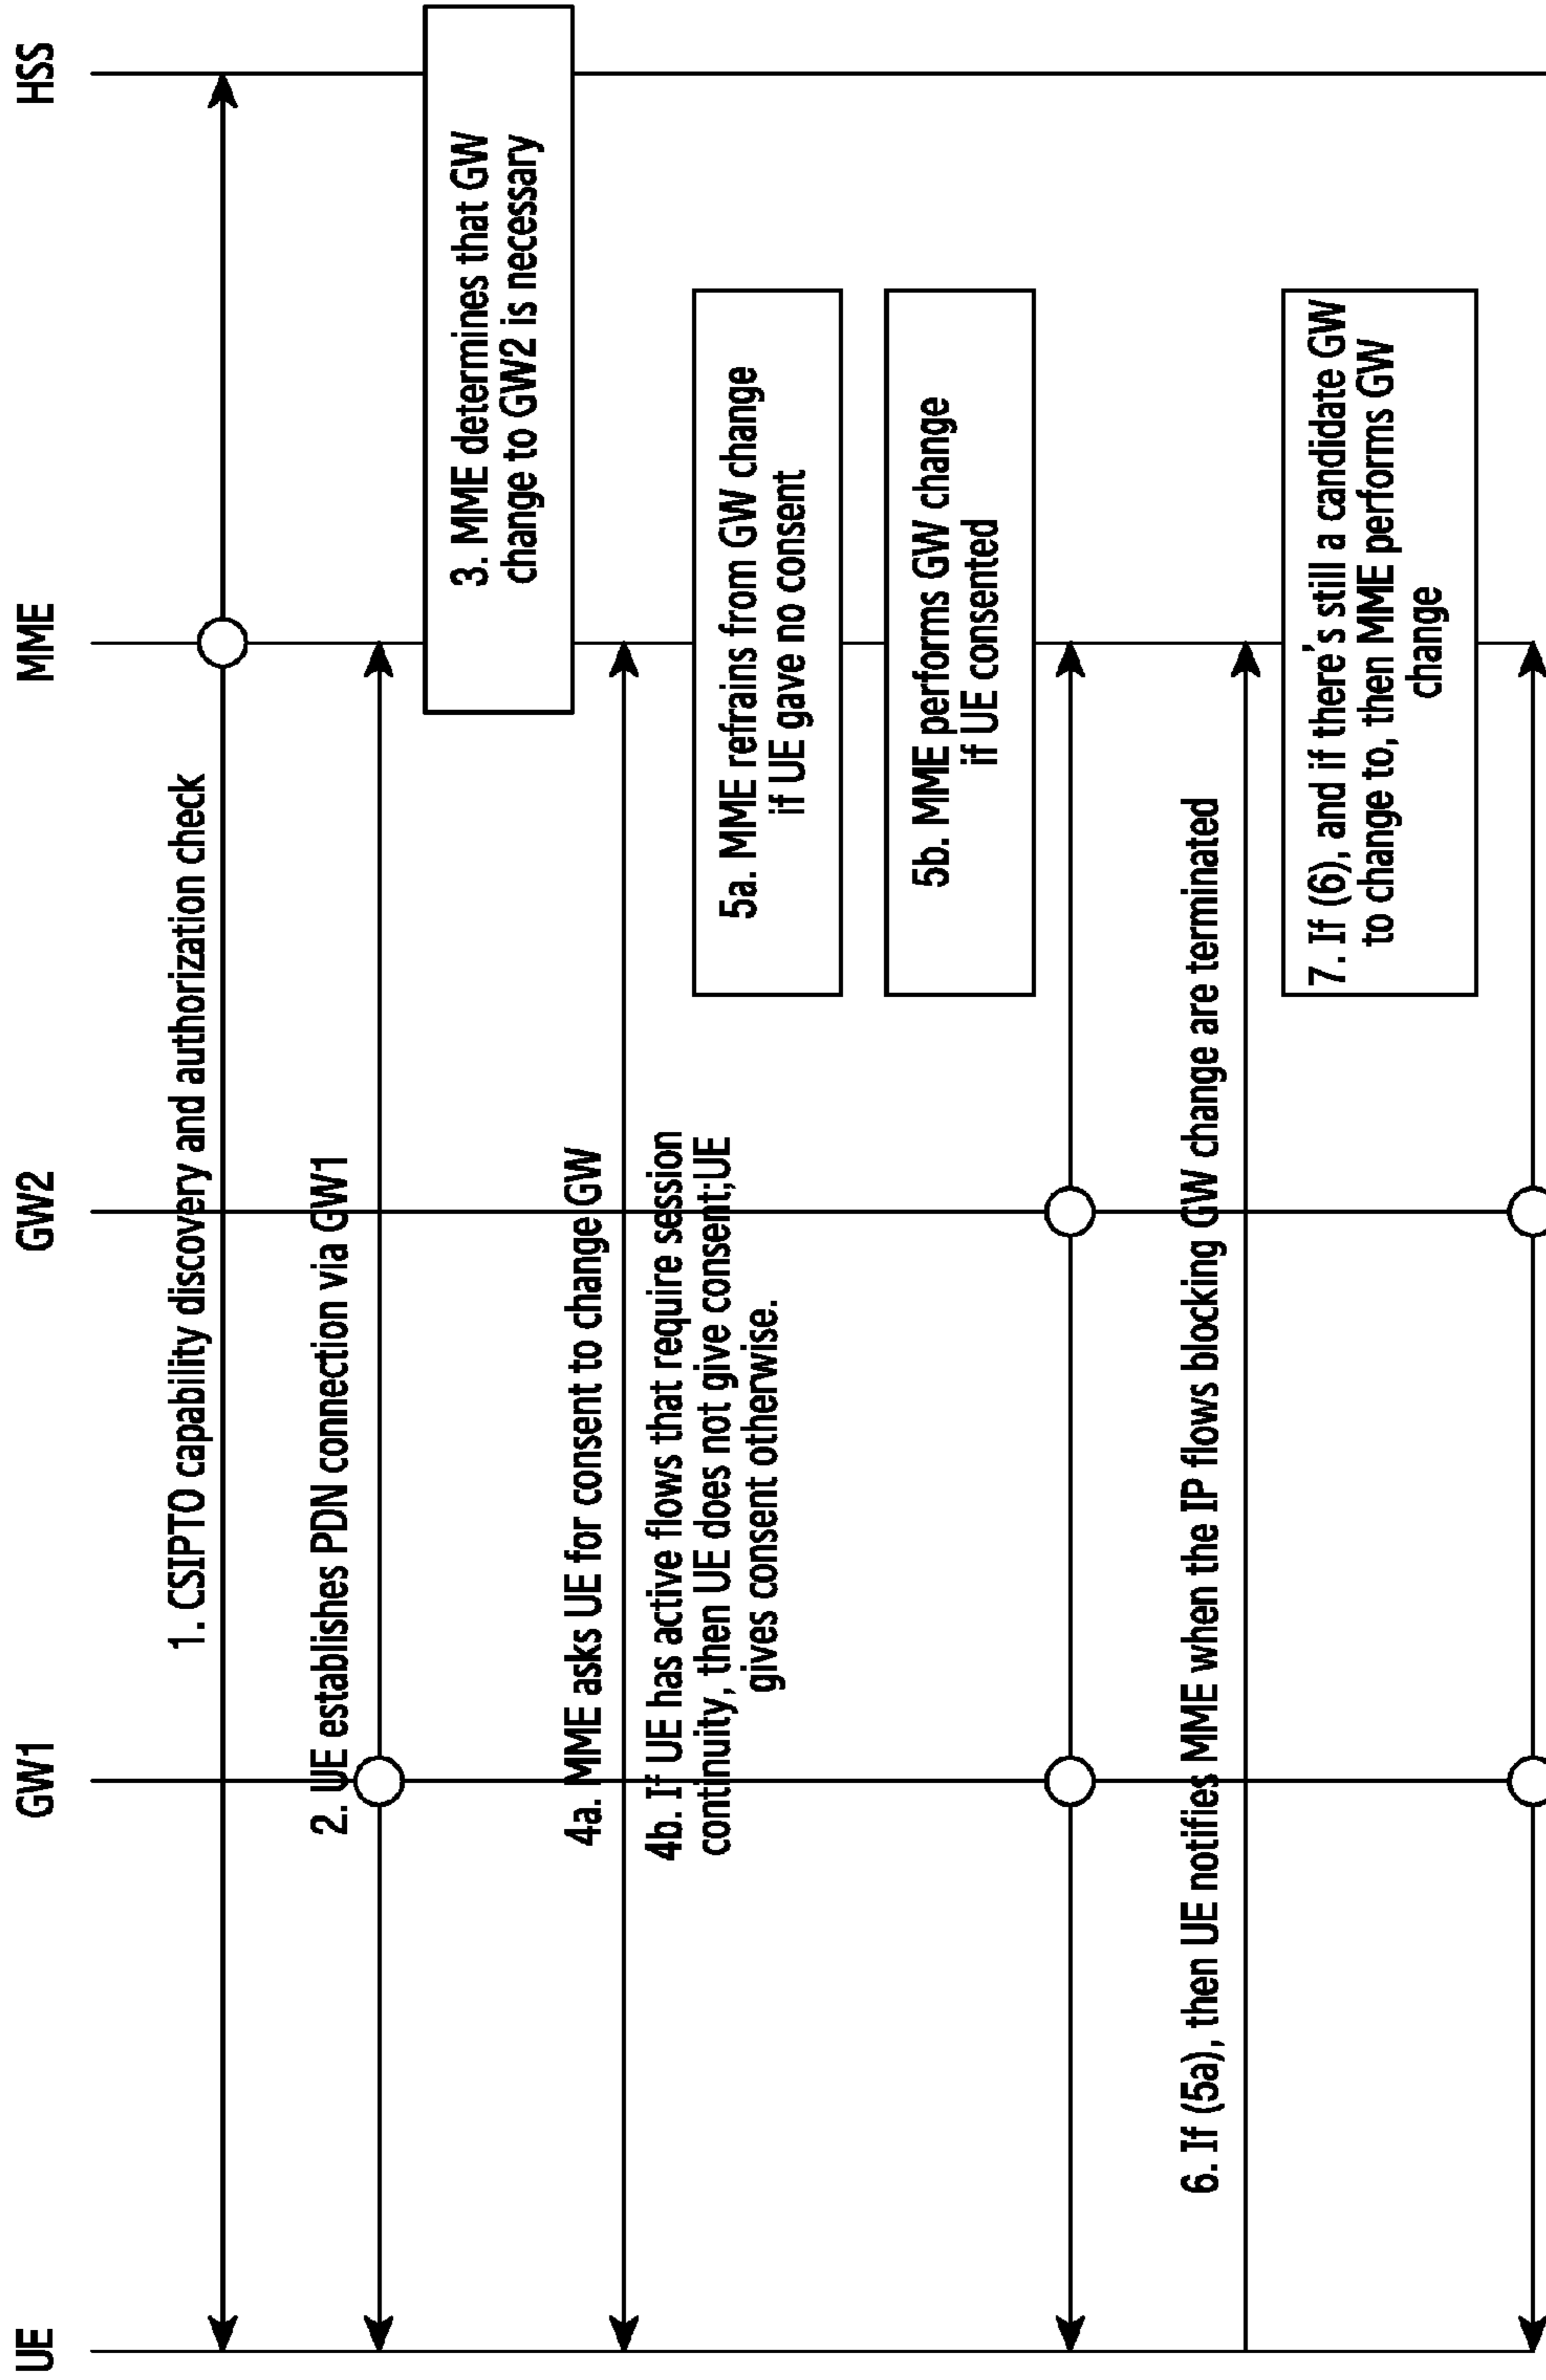 UE
GW1
GW2
MME
HSS
1. CSIPTO capability discovery and authorization check
2. UE establishes PDN connection via GW1
3. MME determines that GW
change to GW2 is necessary
4a. MME asks UE for consent to change GW
4b. If UE has active flows that require session
continuity, then UE does not give consent;UE
gives consent otherwise.
5a. MME refrains from GW change
if UE gave no consent
5b. MME performs GW change
if UE consented
6. If (5a), then UE notifies MME when the IP flows blocking GW change are terminated
7. If (6), and if there's still a candidate GW
to change to, then MME performs GW
change